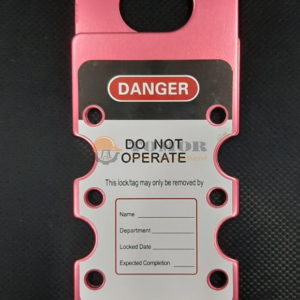 DANGER
DO NOT
OPERATE
This lock/tag may only be removed by
Name
Department
Locked Date
Expected Completion